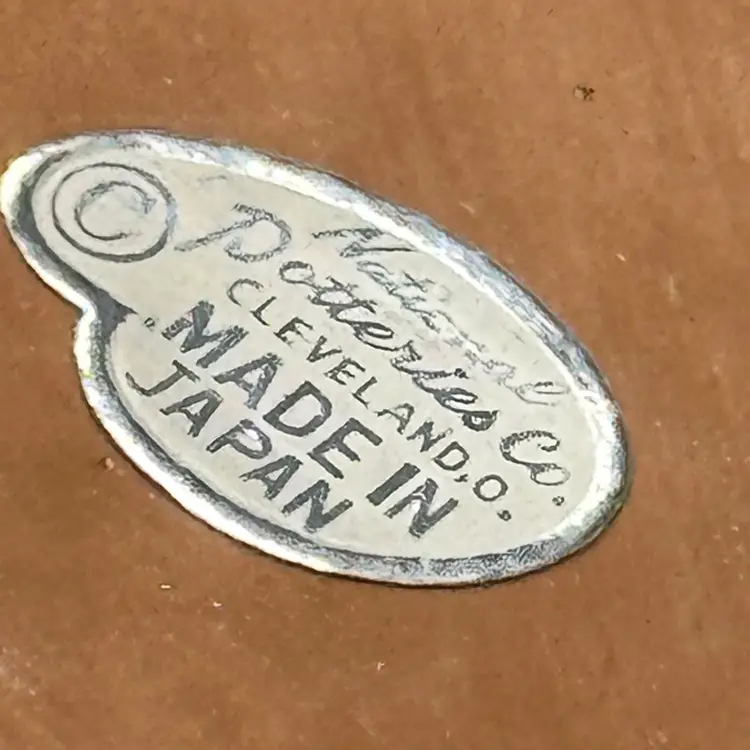 ©
National
Potteries Co.
CLEVELAND, O.
MADE IN
JAPAN